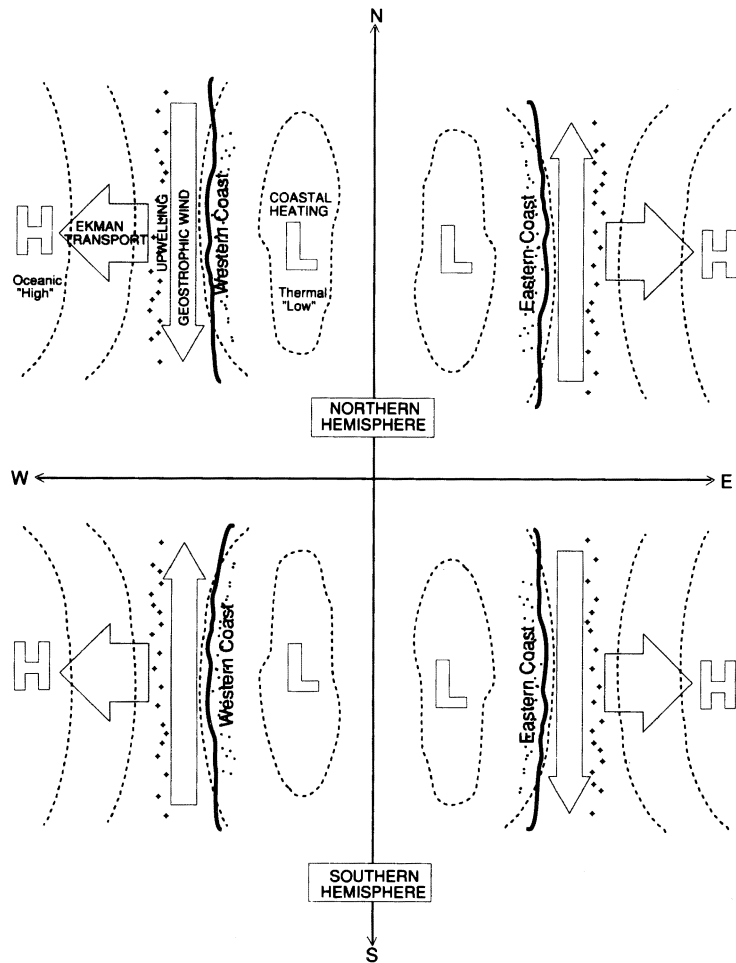 N
H
EKMAN
TRANSPORT
Oceanic
"High"
UPWELLING
GEOSTROPHIC WIND
Western Coast
COASTAL
HEATING
L
Thermal
"Low"
L
Eastern Coast
H
NORTHERN
HEMISPHERE
W
E
H
Western Coast
L
L
Eastern Coast
H
SOUTHERN
HEMISPHERE
S